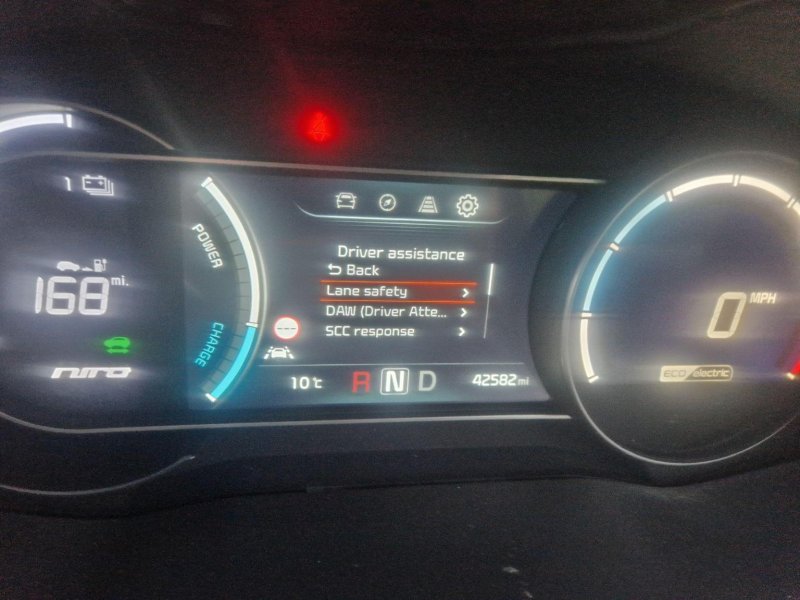 1
168 mi.
NIRO
POWER
CHARGE
Driver assistance
Back
Lane safety
DAW (Driver Atte...
SCC response
10°C
R N D
42582 mi
0 MPH
ECO electric